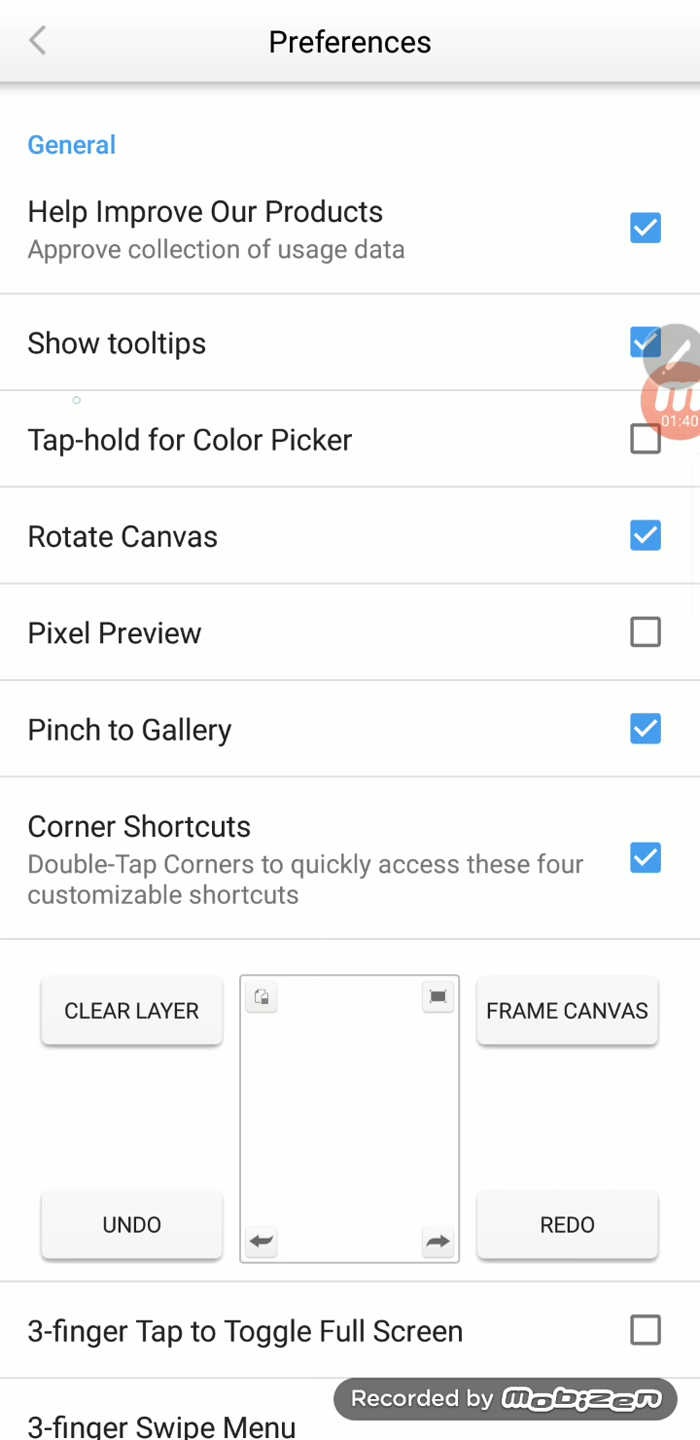 Preferences
General
Help Improve Our Products
Approve collection of usage data
Show tooltips
01:40
Tap-hold for Color Picker
Rotate Canvas
Pixel Preview
Pinch to Gallery
Corner Shortcuts
Double-Tap Corners to quickly access these four
customizable shortcuts
CLEAR LAYER
FRAME CANVAS
UNDO
REDO
3-finger Tap to Toggle Full Screen
Recorded by mobizen
3-finger Swipe Menu